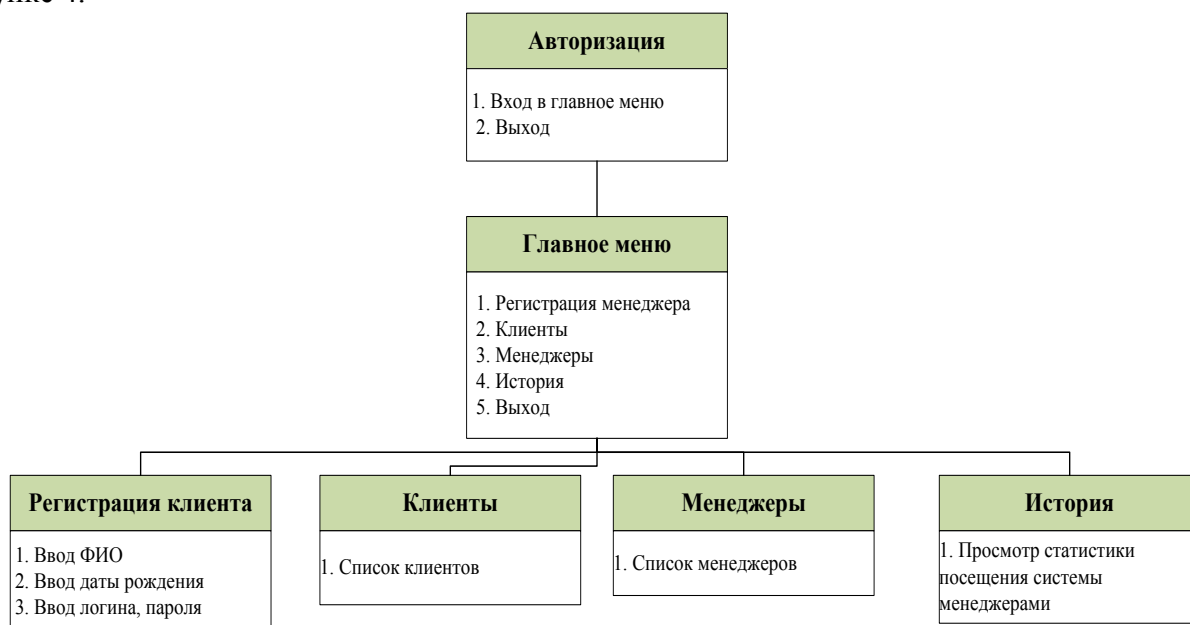 Авторизация
1. Вход в главное меню
2. Выход
Главное меню
1. Регистрация менеджера
2. Клиенты
3. Менеджеры
4. История
5. Выход
Регистрация клиента
1. Ввод ФИО
2. Ввод даты рождения
3. Ввод логина, пароля
Клиенты
1. Список клиентов
Менеджеры
1. Список менеджеров
История
1. Просмотр статистики
посещения системы
менеджерами